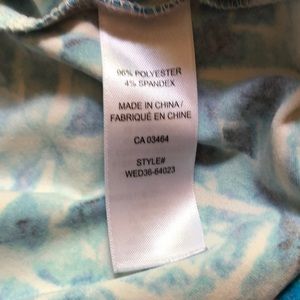 96% POLYESTER
4% SPANDEX
MADE IN CHINA/
FABRIQUÉ EN CHINE
CA 03464
STYLE#
WED36-64023